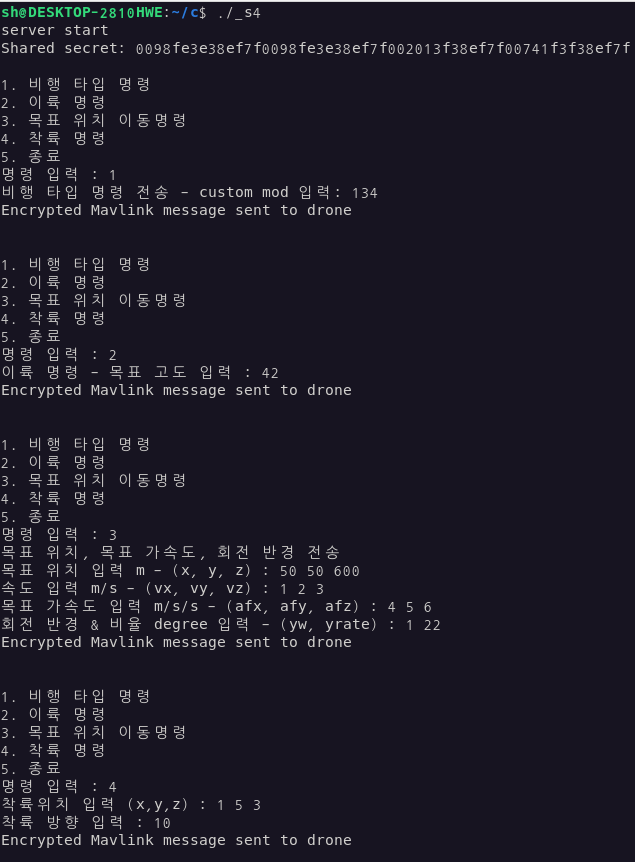 sh@DESKTOP-2810HWE:~/c$ ./_s4
server start
Shared secret: 0098fe3e38ef7f0098fe3e38ef7f002013f38ef7f00741f3f38ef7f
1. 비행 타입 명령
2. 이륙 명령
3. 목표 위치 이동명령
4. 착륙 명령
5. 종료
명령 입력 : 1
비행 타입 명령 전송 - custom mod 입력: 134
Encrypted Mavlink message sent to drone
1. 비행 타입 명령
2. 이륙 명령
3. 목표 위치 이동명령
4. 착륙 명령
5. 종료
명령 입력 : 2
이륙 명령 - 목표 고도 입력 : 42
Encrypted Mavlink message sent to drone
1. 비행 타입 명령
2. 이륙 명령
3. 목표 위치 이동명령
4. 착륙 명령
5. 종료
명령 입력 : 3
목표 위치, 목표 가속도, 회전 반경 전송
목표 위치 입력 m - (x, y, z) : 50 50 600
속도 입력 m/s - (vx, vy, vz) : 1 2 3
목표 가속도 입력 m/s/s - (afx, afy, afz) : 4 5 6
회전 반경 & 비율 degree 입력 - (yw, yrate) : 1 22
Encrypted Mavlink message sent to drone
1. 비행 타입 명령
2. 이륙 명령
3. 목표 위치 이동명령
4. 착륙 명령
5. 종료
명령 입력 : 4
착륙위치 입력 (x,y,z) : 1 5 3
착륙 방향 입력 : 10
Encrypted Mavlink message sent to drone